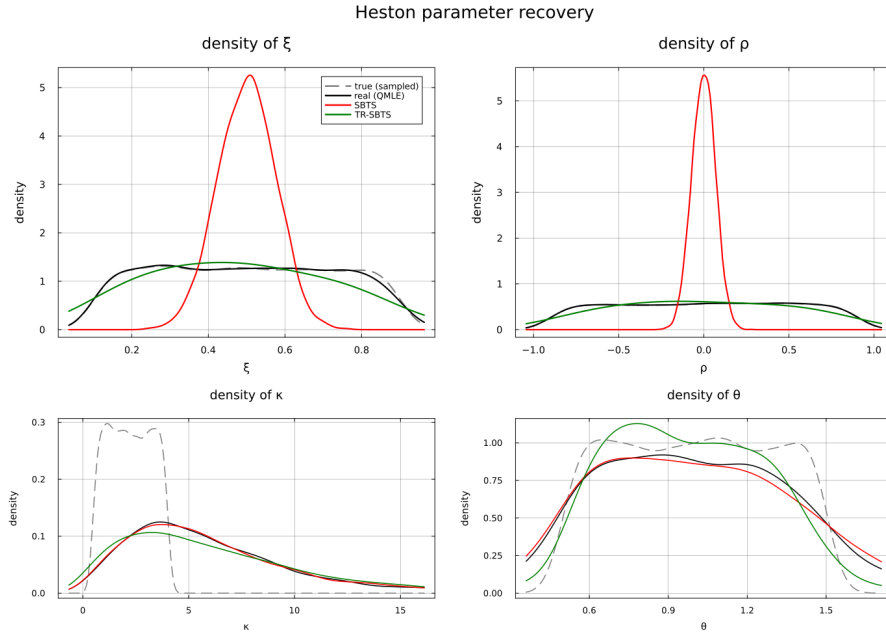 Heston parameter recovery
density of ξ
density
5
4
3
2
1
0
0.2 0.4 0.6 0.8
ξ
true (sampled)
real (QMLE)
SBTS
TR-SBTS
density of ρ
density
5
4
3
2
1
0
−1.0 −0.5 0.0 0.5 1.0
ρ
density of κ
density
0.3
0.2
0.1
0.0
0 5 10 15
κ
density of θ
density
1.00
0.75
0.50
0.25
0.00
0.6 0.9 1.2 1.5
θ